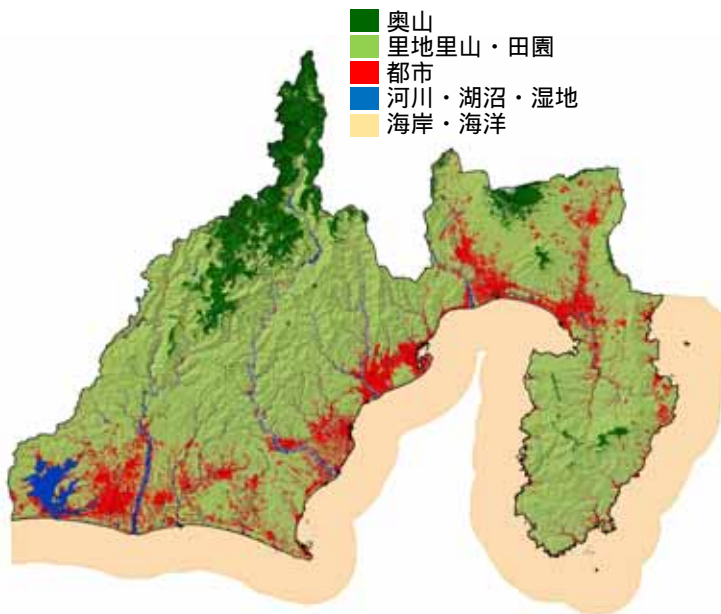 奥山
里地里山・田園
都市
河川・湖沼・湿地
海岸・海洋